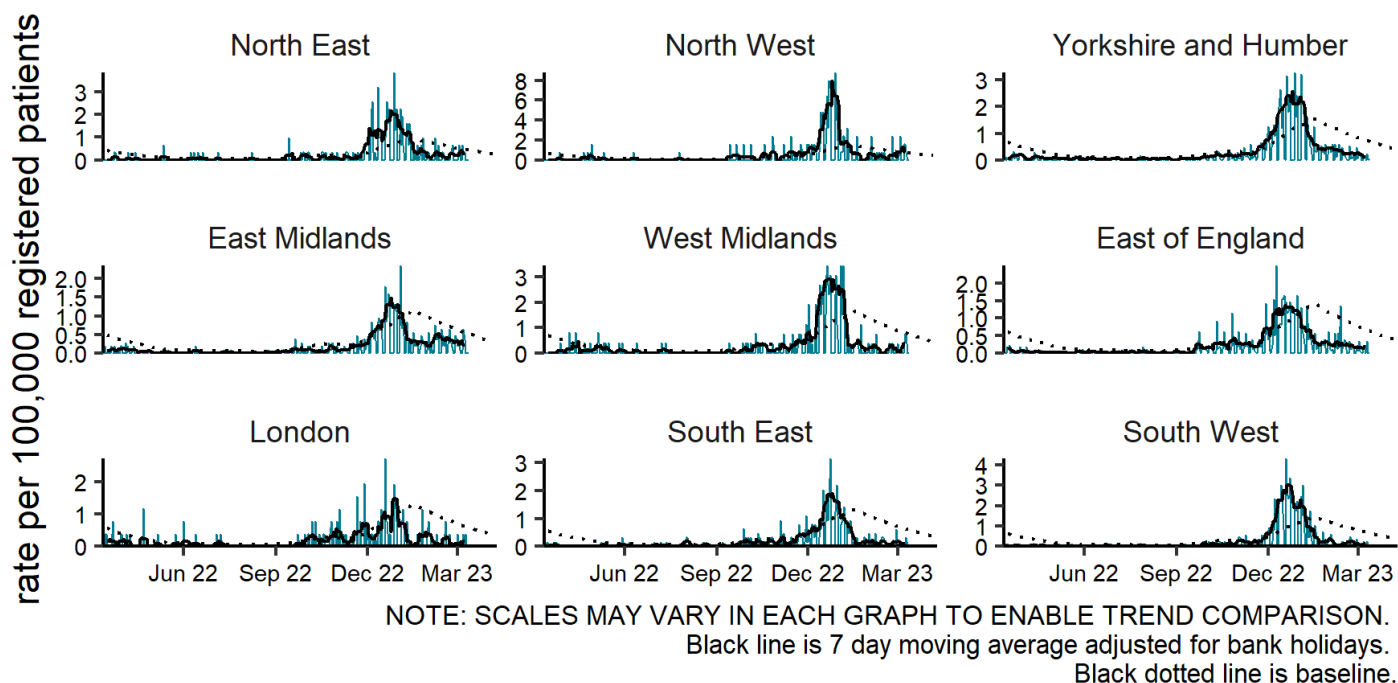 rate per 100,000 registered patients
North East
North West
Yorkshire and Humber
3
2
1
0
8
6
4
2
0
3
2
1
0
East Midlands
West Midlands
East of England
2.0
1.5
1.0
0.5
0.0
3
2
1
0
2.0
1.5
1.0
0.5
0.0
London
South East
South West
2
1
0
3
2
1
0
4
3
2
1
0
Jun 22 Sep 22 Dec 22 Mar 23
Jun 22 Sep 22 Dec 22 Mar 23
Jun 22 Sep 22 Dec 22 Mar 23
NOTE: SCALES MAY VARY IN EACH GRAPH TO ENABLE TREND COMPARISON.
Black line is 7 day moving average adjusted for bank holidays.
Black dotted line is baseline.